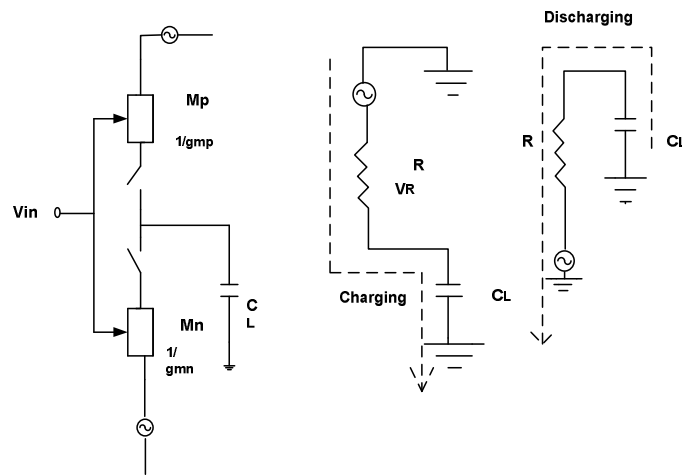 Mp
1/gmp
Vin
C
L
Mn
1/
gmn
R
VR
Charging
CL
Discharging
R
CL